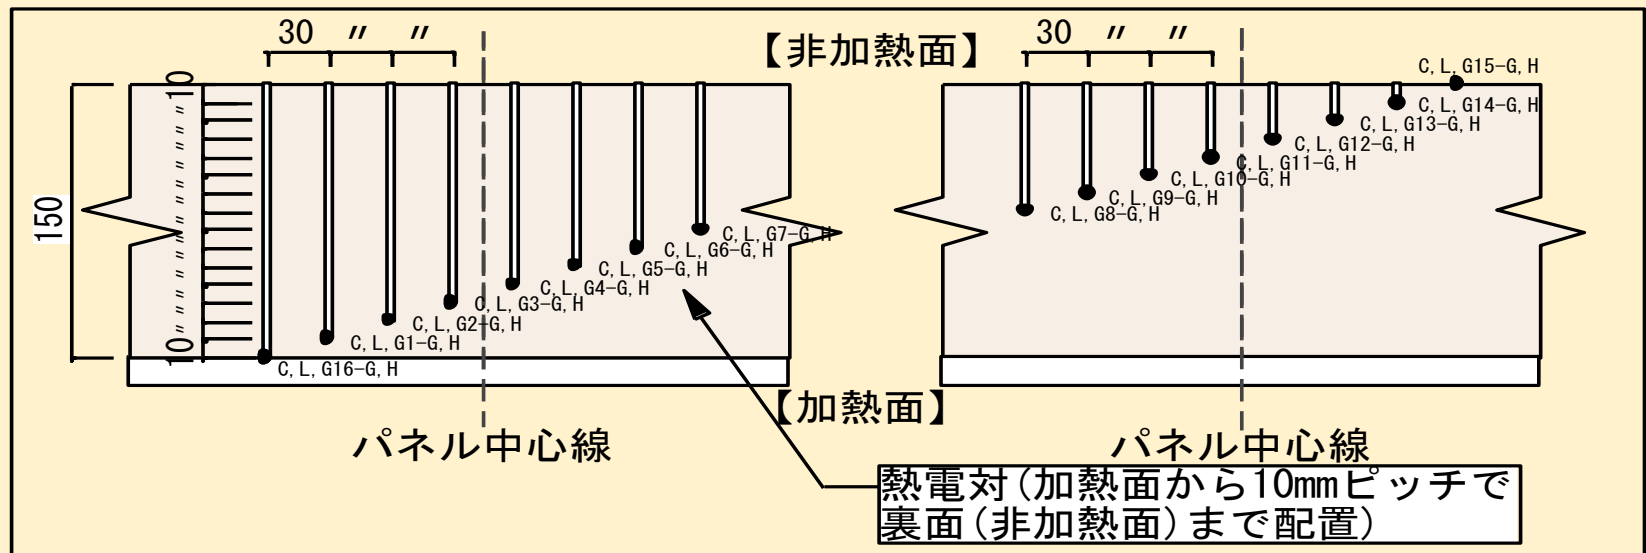 30 〃 〃
【非加熱面】
30 〃 〃
10
〃
〃
〃
〃
〃
〃
〃
〃
〃
〃
〃
〃
〃
10
150
C,L,G15-G,H
C,L,G14-G,H
C,L,G13-G,H
C,L,G12-G,H
C,L,G11-G,H
C,L,G10-G,H
C,L,G9-G,H
C,L,G8-G,H
C,L,G7-G,H
C,L,G6-G,H
C,L,G5-G,H
C,L,G4-G,H
C,L,G3-G,H
C,L,G2-G,H
C,L,G1-G,H
C,L,G16-G,H
【加熱面】
パネル中心線
パネル中心線
熱電対(加熱面から10mmピッチで
裏面(非加熱面)まで配置)